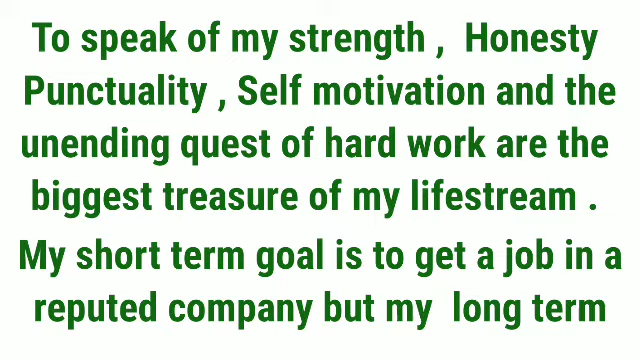 To speak of my strength , Honesty
Punctuality , Self motivation and the
unending quest of hard work are the
biggest treasure of my lifestream .
My short term goal is to get a job in a
reputed company but my long term